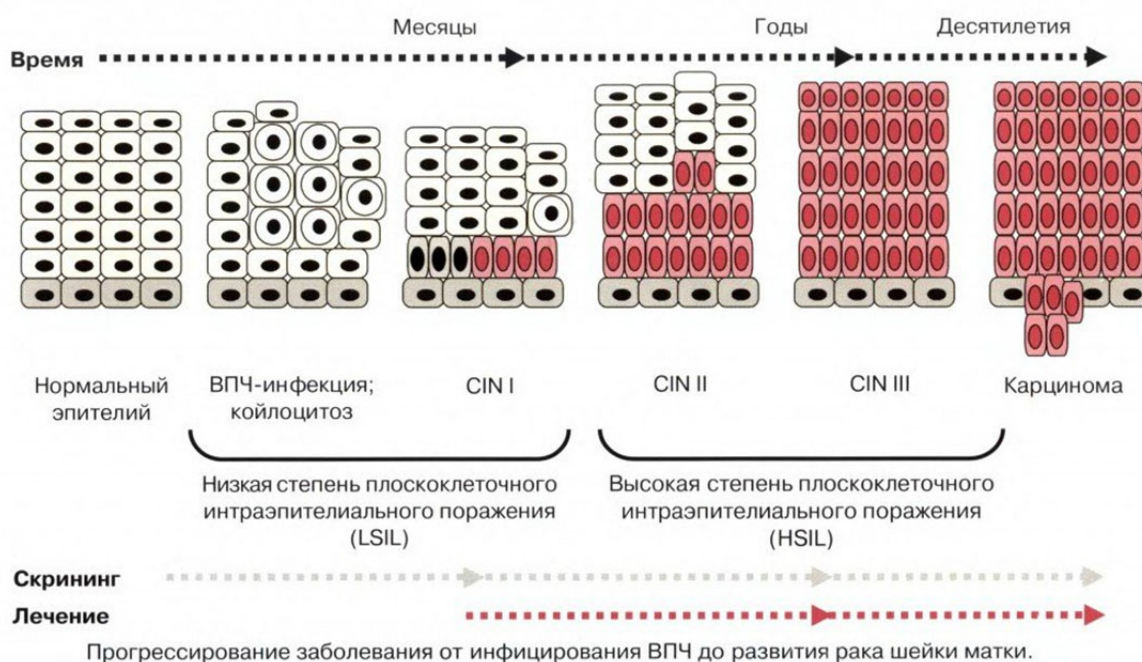 Месяцы
Годы
Десятилетия
Время
Нормальный
эпителий
ВПЧ-инфекция;
койлоцитоз
CIN I
CIN II
CIN III
Карцинома
Низкая степень плоскоклеточного
интраэпителиального поражения
(LSIL)
Высокая степень плоскоклеточного
интраэпителиального поражения
(HSIL)
Скрининг
Лечение
Прогрессирование заболевания от инфицирования ВПЧ до развития рака шейки матки.